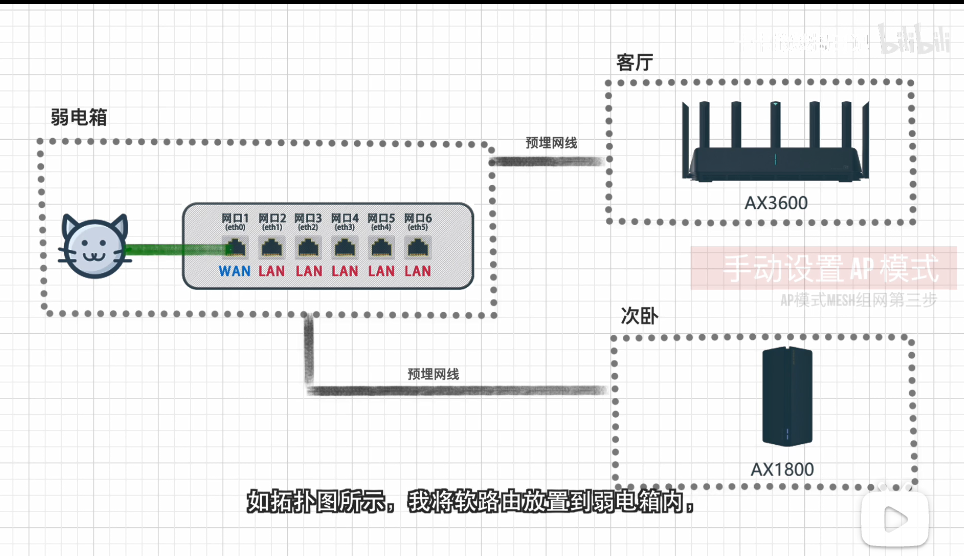 bilibili
客厅
弱电箱
预埋网线
网口1 网口2 网口3 网口4 网口5 网口6
(eth0) (eth1) (eth2) (eth3) (eth4) (eth5)
WAN LAN LAN LAN LAN LAN
AX3600
手动设置 AP 模式
AP模式MESH组网第三步
次卧
预埋网线
AX1800
如拓扑图所示，我将软路由放置到弱电箱内，